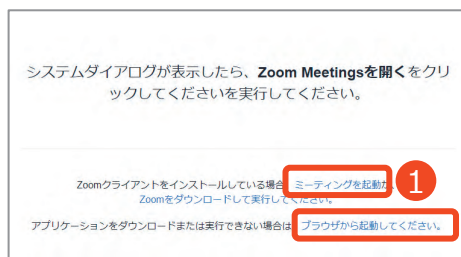 システムダイアログが表示したら、Zoom Meetingsを開くをクリ
ックしてくださいを実行してください。
Zoomクライアントをインストールしている場合、ミーティングを起動か、
1
Zoomをダウンロードして実行してください。
アプリケーションをダウンロードまたは実行できない場合は、ブラウザから起動してください。